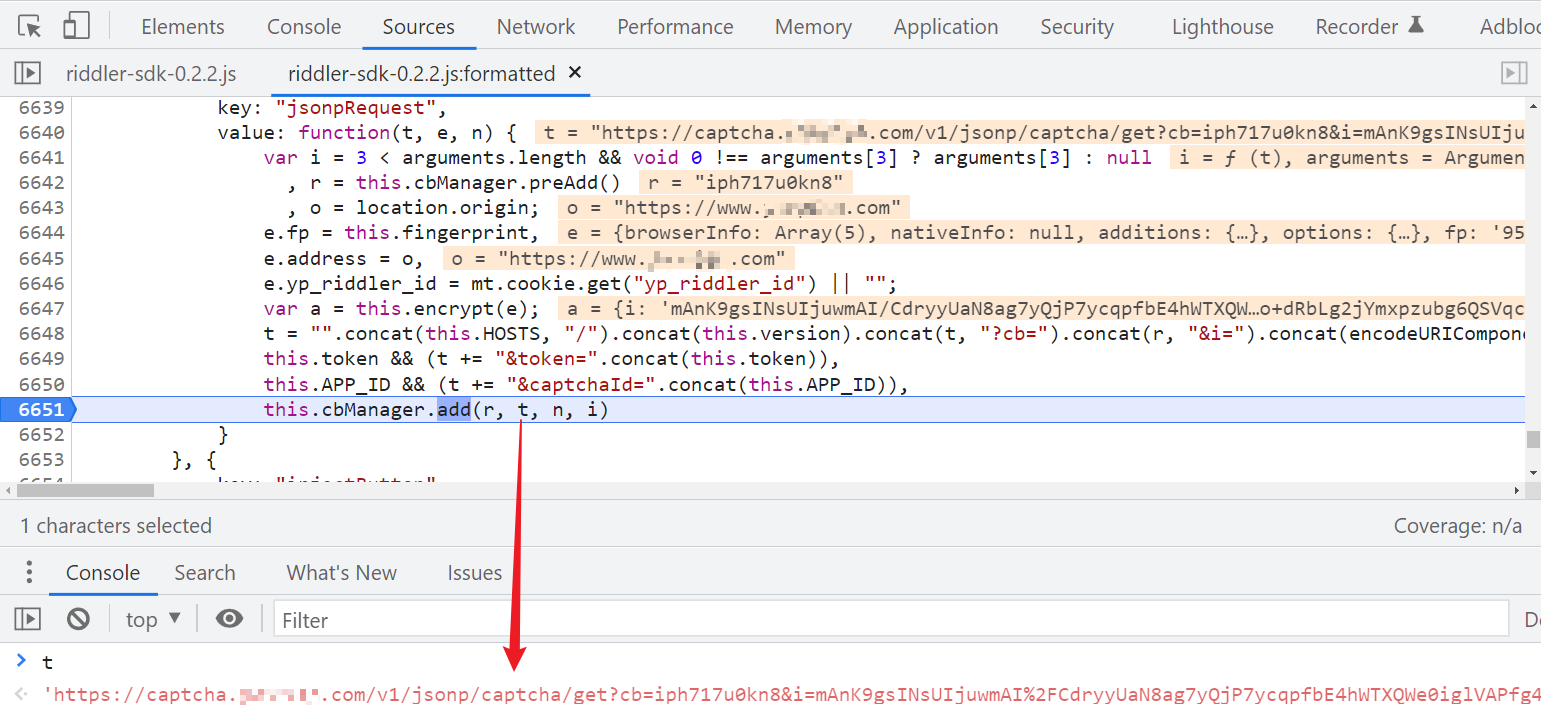 Elements Console Sources Network Performance Memory Application Security Lighthouse Recorder Adbloc
riddler-sdk-0.2.2.js riddler-sdk-0.2.2.js:formatted ×
6639 key: "jsonpRequest",
6640 value: function(t, e, n) { t = "https://captcha. .com/v1/jsonp/captcha/get?cb=iph717u0kn8&i=mAnK9gsINsUIju
6641 var i = 3 < arguments.length && void 0 !== arguments[3] ? arguments[3] : null i = ƒ (t), arguments = Argumen
6642 , r = this.cbManager.preAdd() r = "iph717u0kn8"
6643 , o = location.origin; o = "https://www. .com"
6644 e.fp = this.fingerprint, e = {browserInfo: Array(5), nativeInfo: null, additions: {…}, options: {…}, fp: '95
6645 e.address = o, o = "https://www. .com"
6646 e.yp_riddler_id = mt.cookie.get("yp_riddler_id") || "";
6647 var a = this.encrypt(e); a = {i: 'mAnK9gsINsUIjuwmAI/CdryyUaN8ag7yQjP7ycqpfbE4hWTXQW…o+dRbLg2jYmxpzubg6QSVqc
6648 t = "".concat(this.HOSTS, "/").concat(this.version).concat(t, "?cb=").concat(r, "&i=").concat(encodeURICompon
6649 this.token && (t += "&token=".concat(this.token)),
6650 this.APP_ID && (t += "&captchaId=".concat(this.APP_ID)),
6651 this.cbManager.add(r, t, n, i)
6652 }
6653 }, {
6654 key: "injectButton"
1 characters selected Coverage: n/a
Console Search What's New Issues
top ▼ Filter De
> t
'https://captcha. .com/v1/jsonp/captcha/get?cb=iph717u0kn8&i=mAnK9gsINsUIjuwmAI%2FCdryyUaN8ag7yQjP7ycqpfbE4hWTXQWe0iglVAPfg4